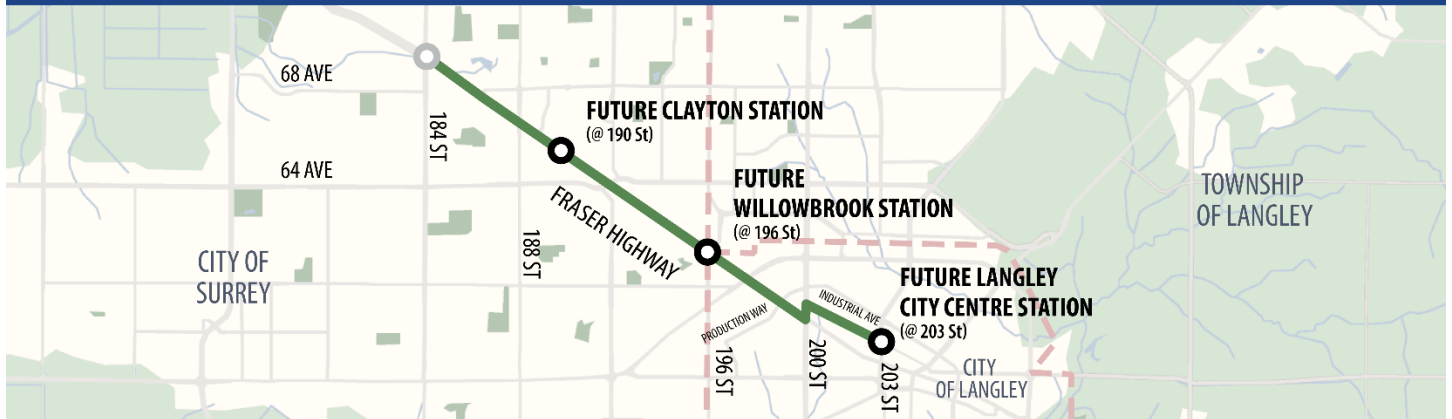 68 AVE
184 ST
FUTURE CLAYTON STATION
(@ 190 St)
64 AVE
FUTURE
WILLOWBROOK STATION
(@ 196 St)
TOWNSHIP
OF LANGLEY
FRASER HIGHWAY
188 ST
CITY OF
SURREY
FUTURE LANGLEY
CITY CENTRE STATION
(@ 203 St)
INDUSTRIAL AVE
PRODUCTION WAY
196 ST
200 ST
203 ST
CITY
OF LANGLEY